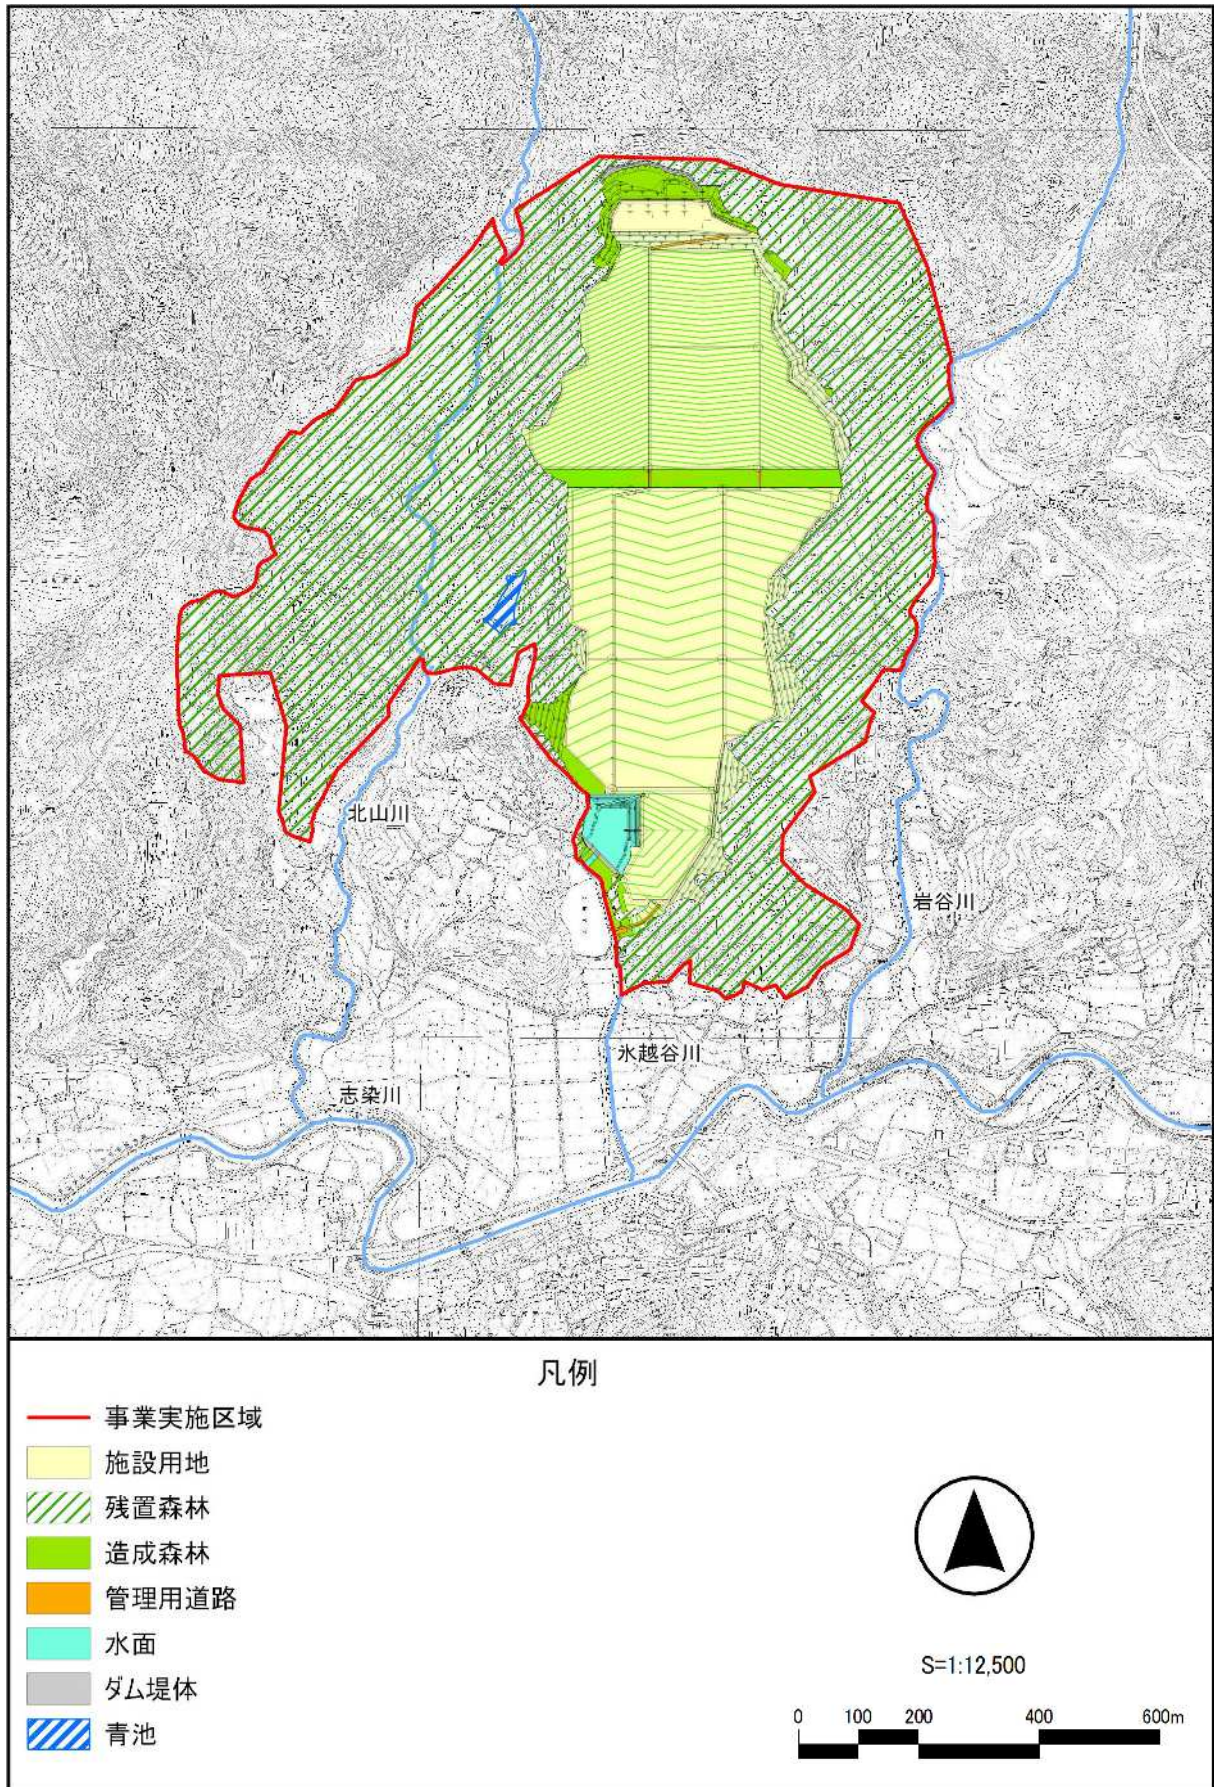 北山川
岩谷川
氷越谷川
志染川
凡例
事業実施区域
施設用地
残置森林
造成森林
管理用道路
水面
ダム堤体
青池
S=1:12,500
0 100 200 400 600m